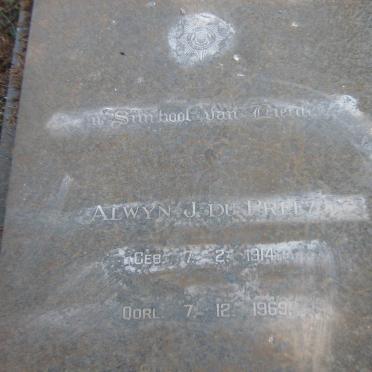 'n Simbool van Liefde
ALWYN J. DU PREEZ
GEB. 7. 2. 1914
OORL. 7. 12. 1969.